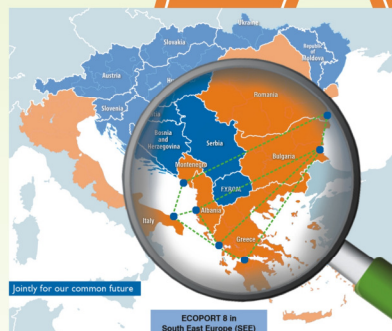 Ukraine
Slovakia
Republic
of
Moldova
Austria
Slovenia
Romania
Bosnia
and
Herzegovina
Serbia
Montenegro
Bulgaria
F.Y.R.O.M.
Italy
Albania
Greece
Jointly for our common future
ECOPORT 8 in
South East Europe (SEE)